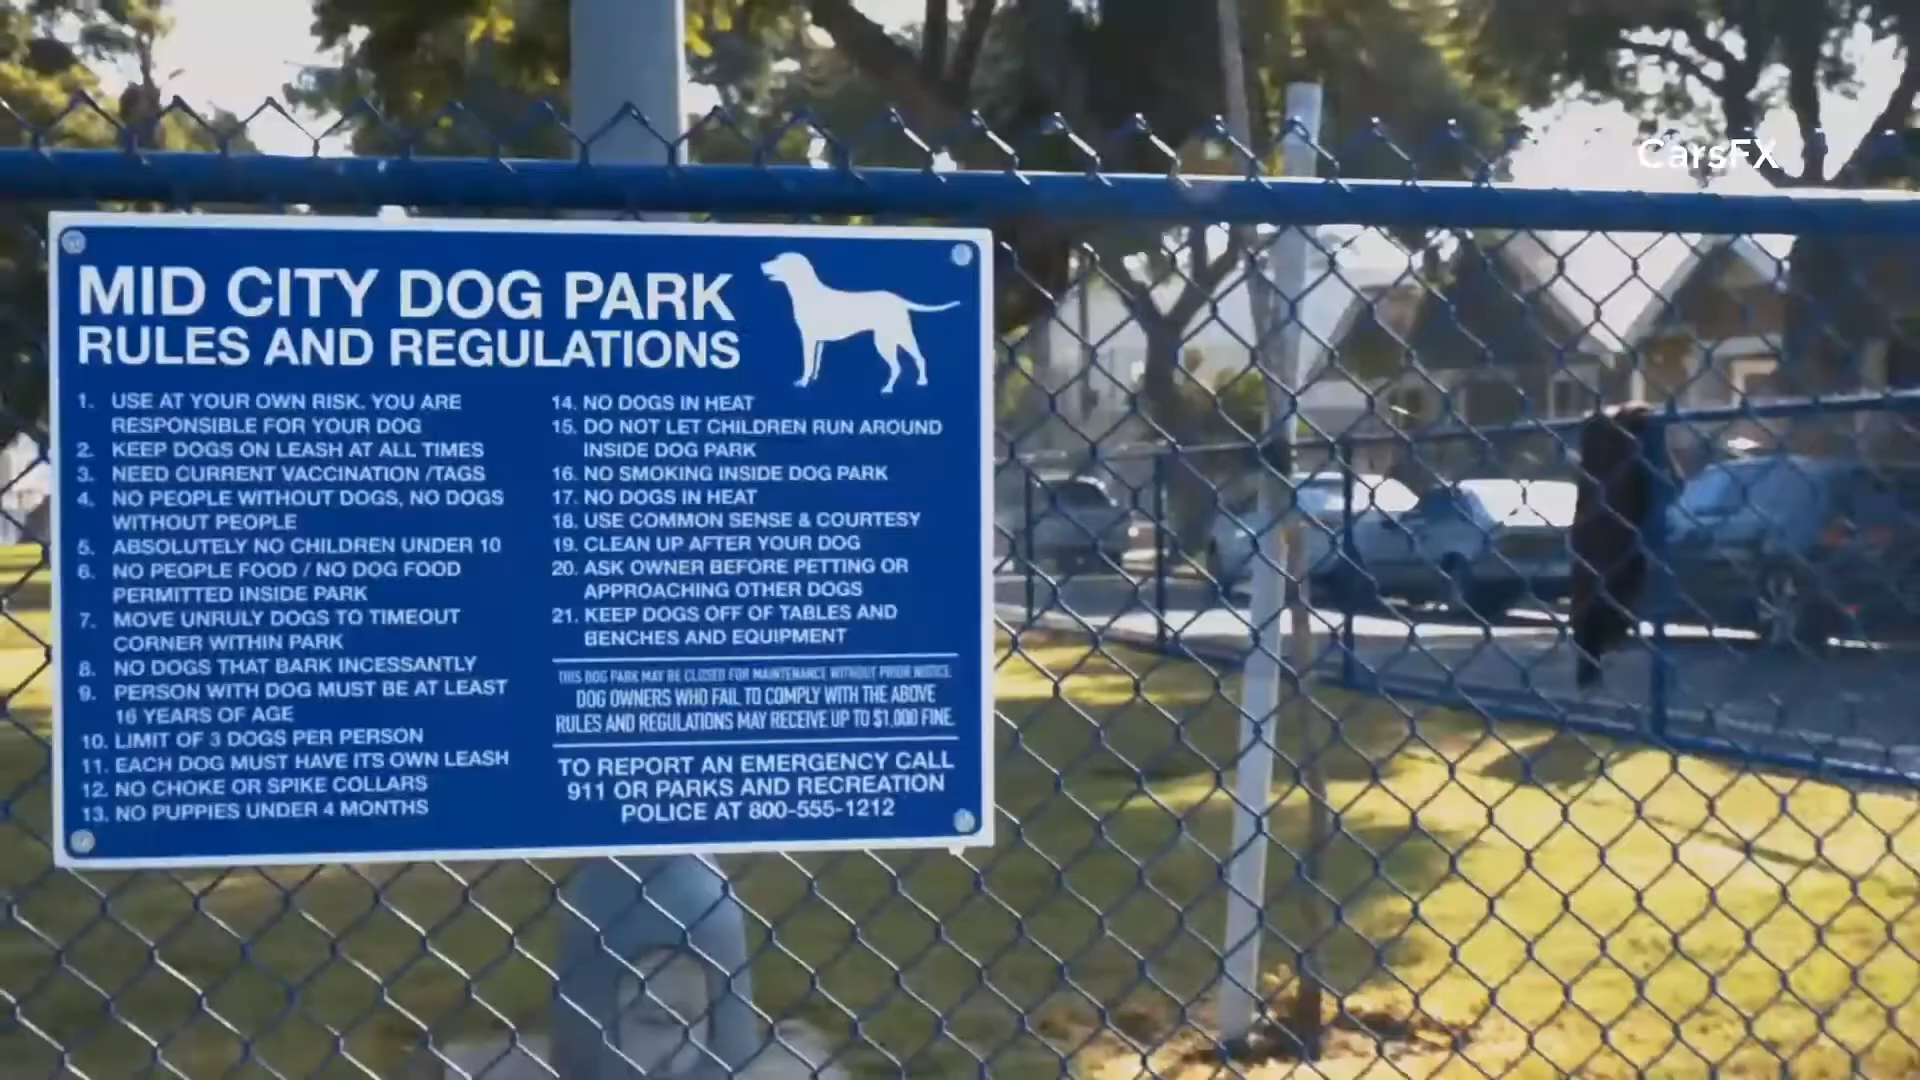 CarsFX
MID CITY DOG PARK
RULES AND REGULATIONS
1. USE AT YOUR OWN RISK. YOU ARE
RESPONSIBLE FOR YOUR DOG
2. KEEP DOGS ON LEASH AT ALL TIMES
3. NEED CURRENT VACCINATION /TAGS
4. NO PEOPLE WITHOUT DOGS, NO DOGS
WITHOUT PEOPLE
5. ABSOLUTELY NO CHILDREN UNDER 10
6. NO PEOPLE FOOD / NO DOG FOOD
PERMITTED INSIDE PARK
7. MOVE UNRULY DOGS TO TIMEOUT
CORNER WITHIN PARK
8. NO DOGS THAT BARK INCESSANTLY
9. PERSON WITH DOG MUST BE AT LEAST
16 YEARS OF AGE
10. LIMIT OF 3 DOGS PER PERSON
11. EACH DOG MUST HAVE ITS OWN LEASH
12. NO CHOKE OR SPIKE COLLARS
13. NO PUPPIES UNDER 4 MONTHS
14. NO DOGS IN HEAT
15. DO NOT LET CHILDREN RUN AROUND
INSIDE DOG PARK
16. NO SMOKING INSIDE DOG PARK
17. NO DOGS IN HEAT
18. USE COMMON SENSE & COURTESY
19. CLEAN UP AFTER YOUR DOG
20. ASK OWNER BEFORE PETTING OR
APPROACHING OTHER DOGS
21. KEEP DOGS OFF OF TABLES AND
BENCHES AND EQUIPMENT
THIS DOG PARK MAY BE CLOSED FOR MAINTENANCE WITHOUT PRIOR NOTICE.
DOG OWNERS WHO FAIL TO COMPLY WITH THE ABOVE
RULES AND REGULATIONS MAY RECEIVE UP TO $1,000 FINE.
TO REPORT AN EMERGENCY CALL
911 OR PARKS AND RECREATION
POLICE AT 800-555-1212